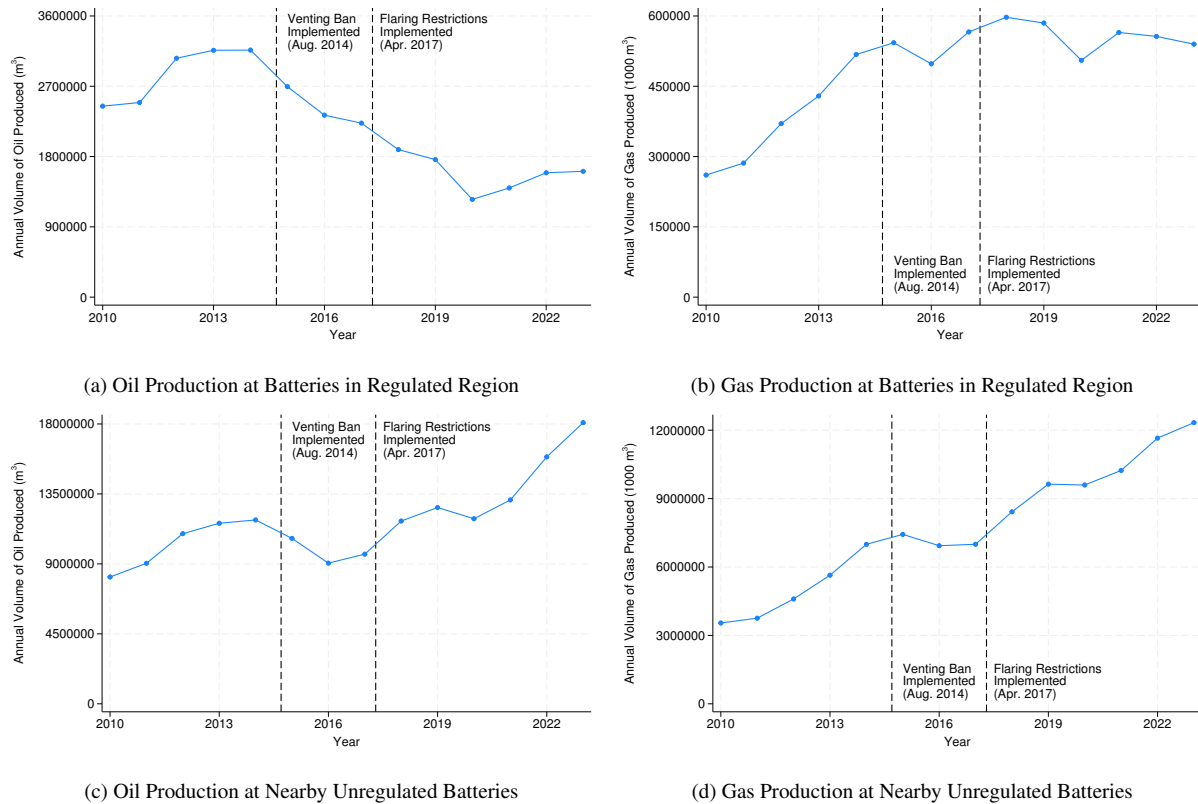 Annual Volume of Oil Produced (m³)
3600000
2700000
1800000
900000
0
Venting Ban
Implemented
(Aug. 2014)
Flaring Restrictions
Implemented
(Apr. 2017)
2010 2013 2016 2019 2022
Year
(a) Oil Production at Batteries in Regulated Region
Annual Volume of Gas Produced (1000 m³)
600000
450000
300000
150000
0
Venting Ban
Implemented
(Aug. 2014)
Flaring Restrictions
Implemented
(Apr. 2017)
2010 2013 2016 2019 2022
Year
(b) Gas Production at Batteries in Regulated Region
Annual Volume of Oil Produced (m³)
18000000
13500000
9000000
4500000
0
Venting Ban
Implemented
(Aug. 2014)
Flaring Restrictions
Implemented
(Apr. 2017)
2010 2013 2016 2019 2022
Year
(c) Oil Production at Nearby Unregulated Batteries
Annual Volume of Gas Produced (1000 m³)
12000000
9000000
6000000
3000000
0
Venting Ban
Implemented
(Aug. 2014)
Flaring Restrictions
Implemented
(Apr. 2017)
2010 2013 2016 2019 2022
Year
(d) Gas Production at Nearby Unregulated Batteries